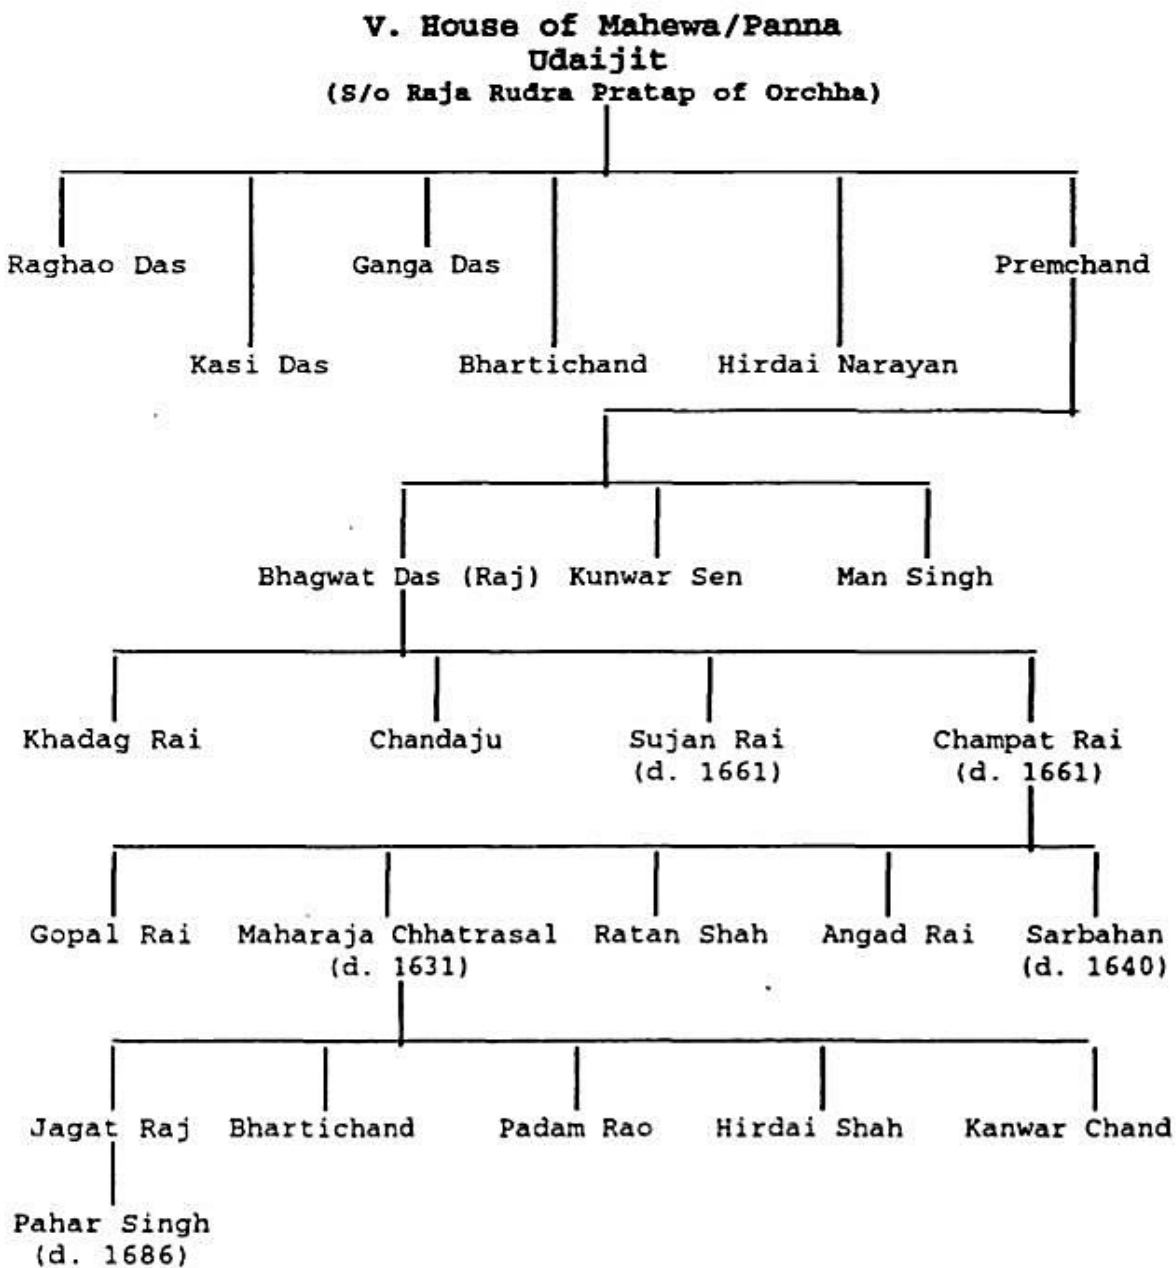 V. House of Mahewa/Panna
Udaijit
(S/o Raja Rudra Pratap of Orchha)
Raghao Das Ganga Das Premchand
Kasi Das Bhartichand Hirdai Narayan
Bhagwat Das (Raj) Kunwar Sen Man Singh
Khadag Rai Chandaju Sujan Rai Champat Rai
(d. 1661) (d. 1661)
Gopal Rai Maharaja Chhatrasal Ratan Shah Angad Rai Sarbahan
(d. 1631) (d. 1640)
Jagat Raj Bhartichand Padam Rao Hirdai Shah Kanwar Chand
Pahar Singh
(d. 1686)